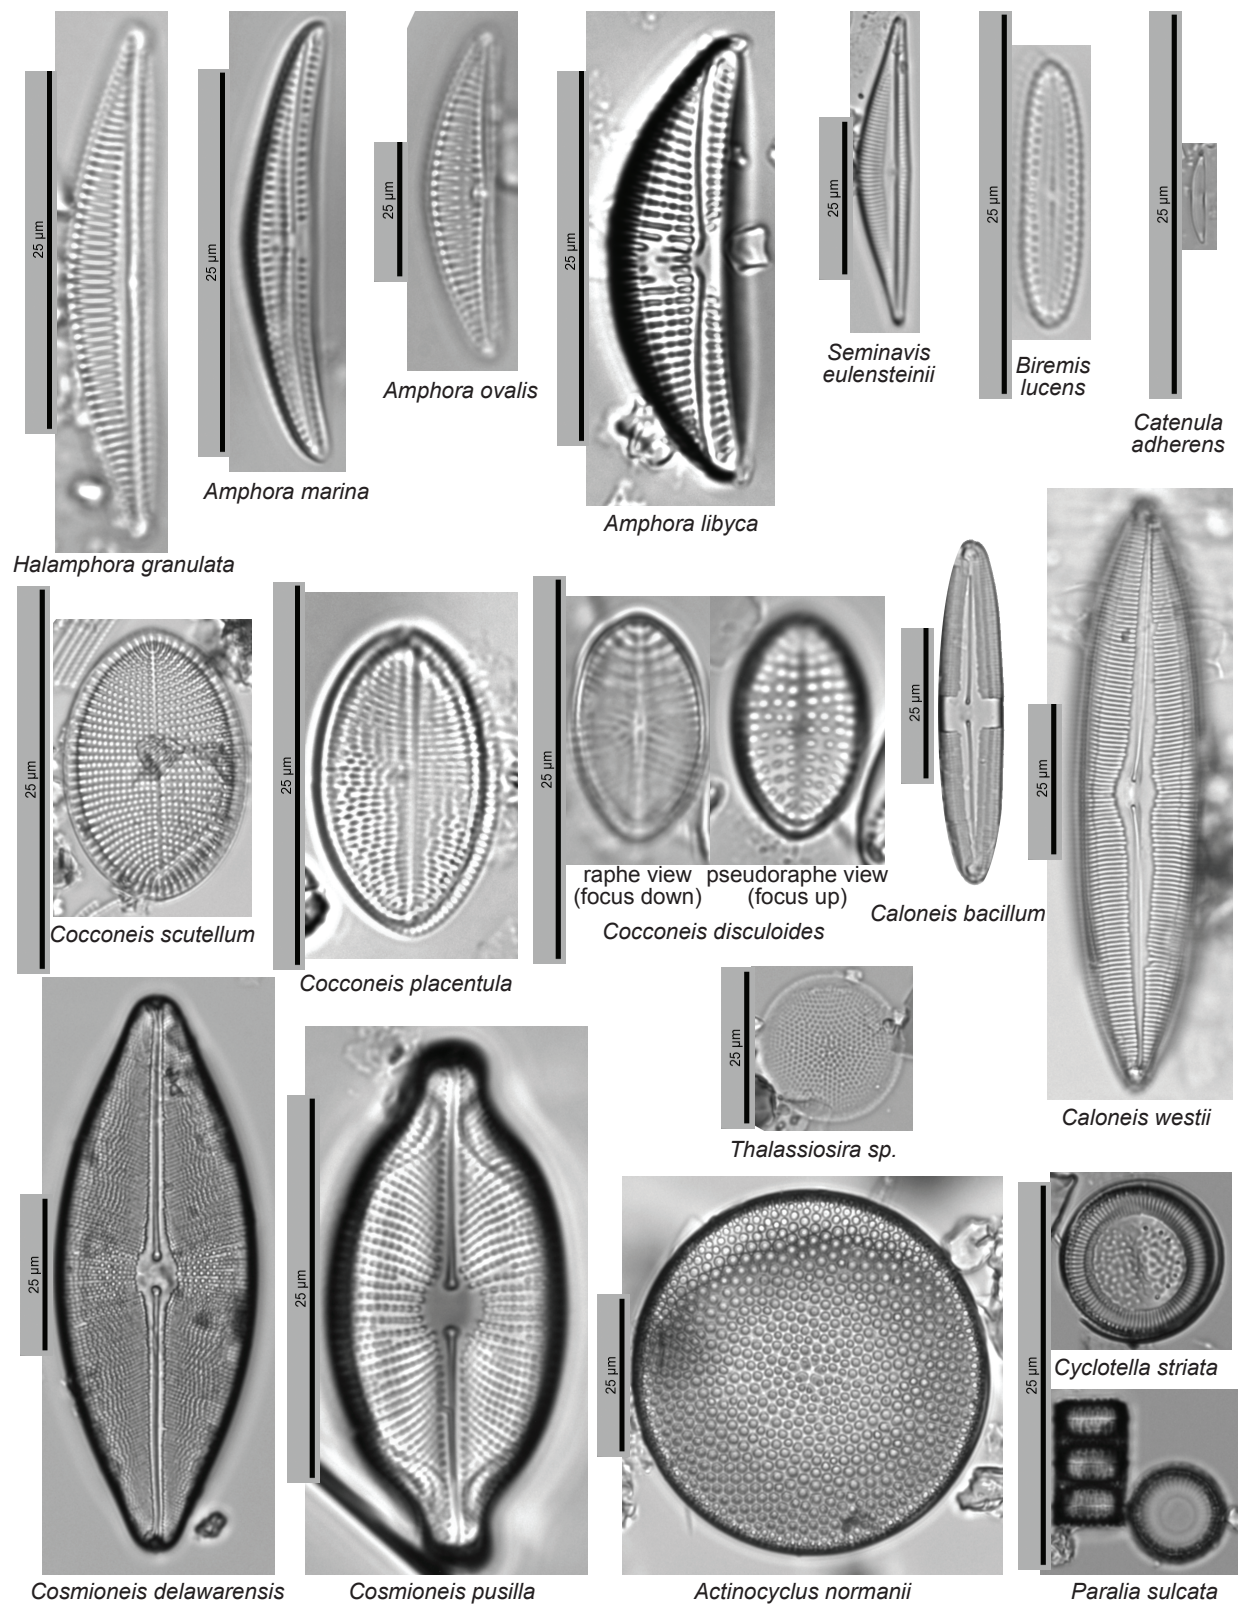 25 µm
25 µm
25 µm
25 µm
25 µm
25 µm
25 µm
Seminavis
eulensteinii
Biremis
lucens
Amphora ovalis
Catenula
adherens
Amphora marina
Amphora libyca
Halamphora granulata
25 µm
25 µm
25 µm
25 µm
25 µm
raphe view
(focus down)
pseudoraphe view
(focus up)
Caloneis bacillum
Cocconeis scutellum
Cocconeis disculoides
Cocconeis placentula
25 µm
Thalassiosira sp.
Caloneis westii
25 µm
25 µm
25 µm
25 µm
Cyclotella striata
Cosmioneis delawarensis
Cosmioneis pusilla
Actinocyclus normanii
Paralia sulcata